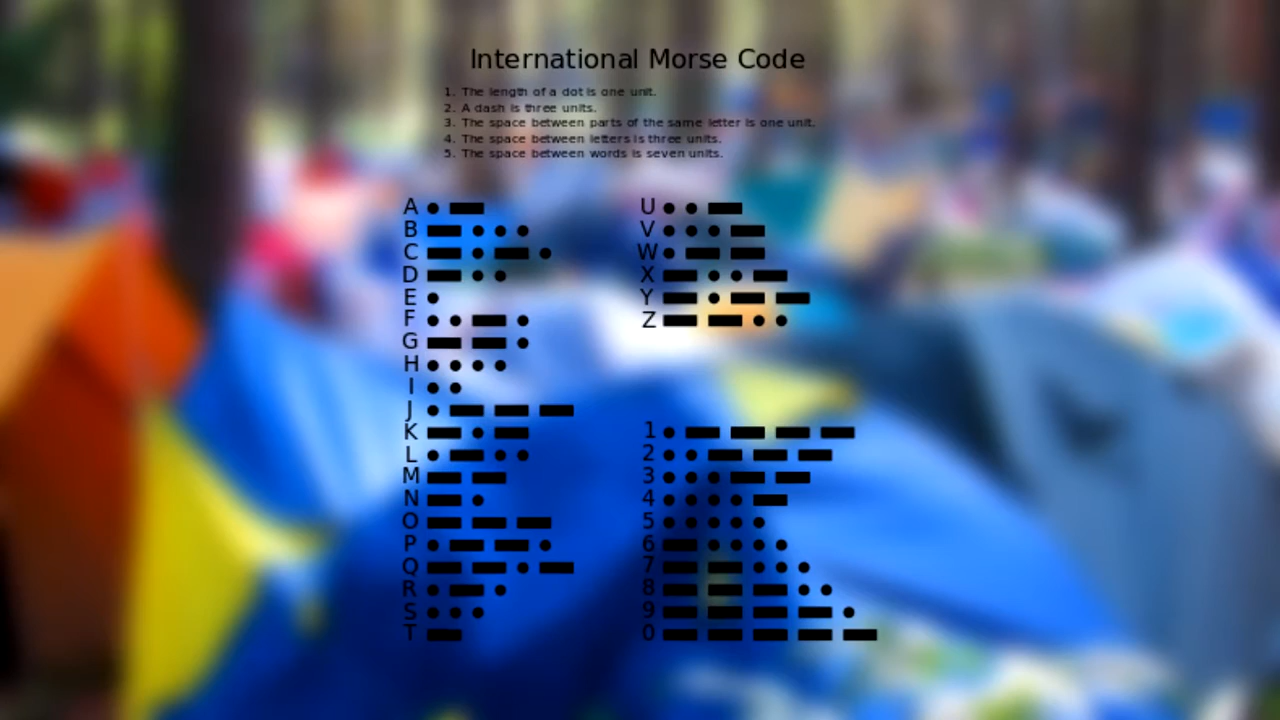 International Morse Code
1. The length of a dot is one unit.
2. A dash is three units.
3. The space between parts of the same letter is one unit.
4. The space between letters is three units.
5. The space between words is seven units.
A
B
C
D
E
F
G
H
I
J
K
L
M
N
O
P
Q
R
S
T
U
V
W
X
Y
Z
1
2
3
4
5
6
7
8
9
0